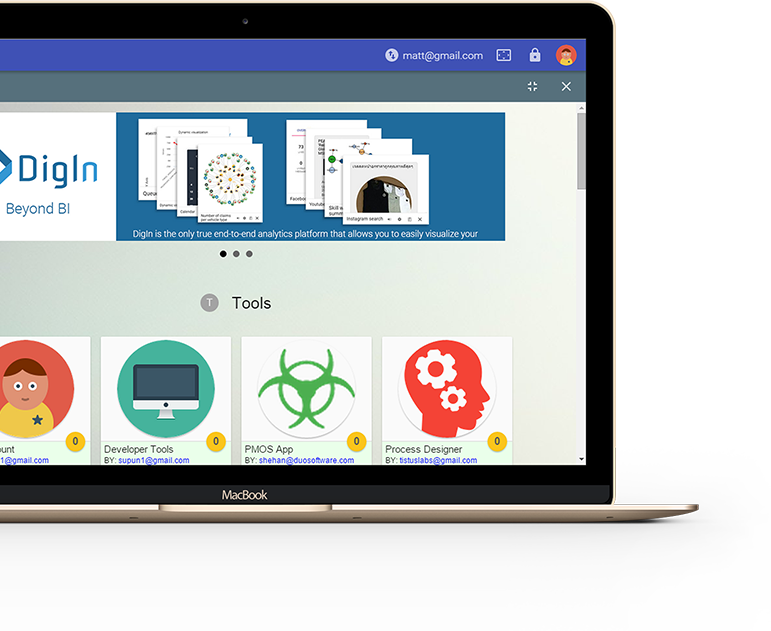 matt@gmail.com
DigIn
Beyond BI
Dynamic visualisation
Number of claims
per vehicle type
Calendar
Instagram search
DigIn is the only true end-to-end analytics platform that allows you to easily visualize your
T Tools
0
0
0
0
ount
Developer Tools
PMOS App
Process Designer
1@gmail.com
BY: supun1@gmail.com
BY: shehan@duosoftware.com
BY: tistuslabs@gmail.com
MacBook